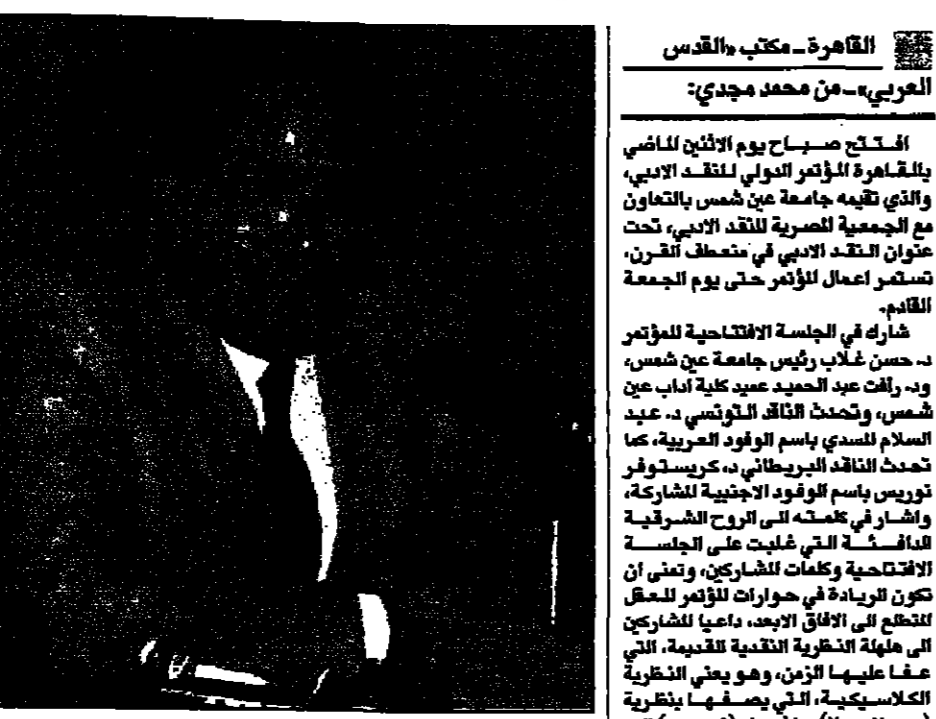 القاهرة ـ مكتب «القدس
العربي» ـ من محمد مجدي:
افتتح صباح يوم الاثنين الماضي
بالقاهرة المؤتمر الدولي للنقد الادبي،
والذي تقيمه جامعة عين شمس بالتعاون
مع الجمعية المصرية للنقد الادبي، تحت
عنوان النقد الادبي في منعطف القرن،
تستمر اعمال المؤتمر حتى يوم الجمعة
القادم.
شارك في الجلسة الافتتاحية للمؤتمر
د. حسن غلاب رئيس جامعة عين شمس،
ود. رأفت عبد الحميد عميد كلية آداب عين
شمس، وتحدث الناقد التونسي د. عبد
السلام المسدي باسم الوفود العربية، كما
تحدث الناقد البريطاني د. كريستوفر
نوريس باسم الوفود الاجنبية المشاركة،
واشار في كلمته الى الروح الشرقية
الدافئة التي غلبت على الجلسة
الافتتاحية وكلمات المشاركين، وتمنى ان
تكون الريادة في حوارات المؤتمر للعقل
المتطلع الى الافاق الابعد، داعيا المشاركين
الى هلهلة النظرية النقدية القديمة، التي
عفا عليها الزمن، وهو يعني النظرية
الكلاسيكية، التي يصفها بنظرية